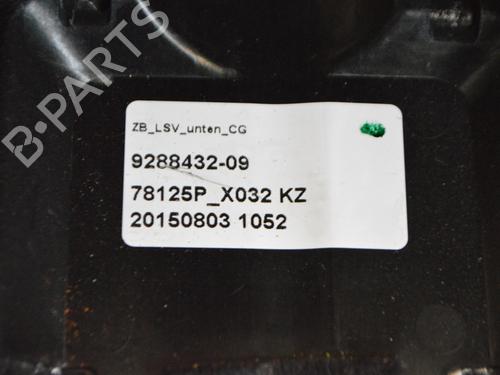 B-PARTS
ZB_LSV_unten_CG
9288432-09
78125P_X032 KZ
20150803 1052